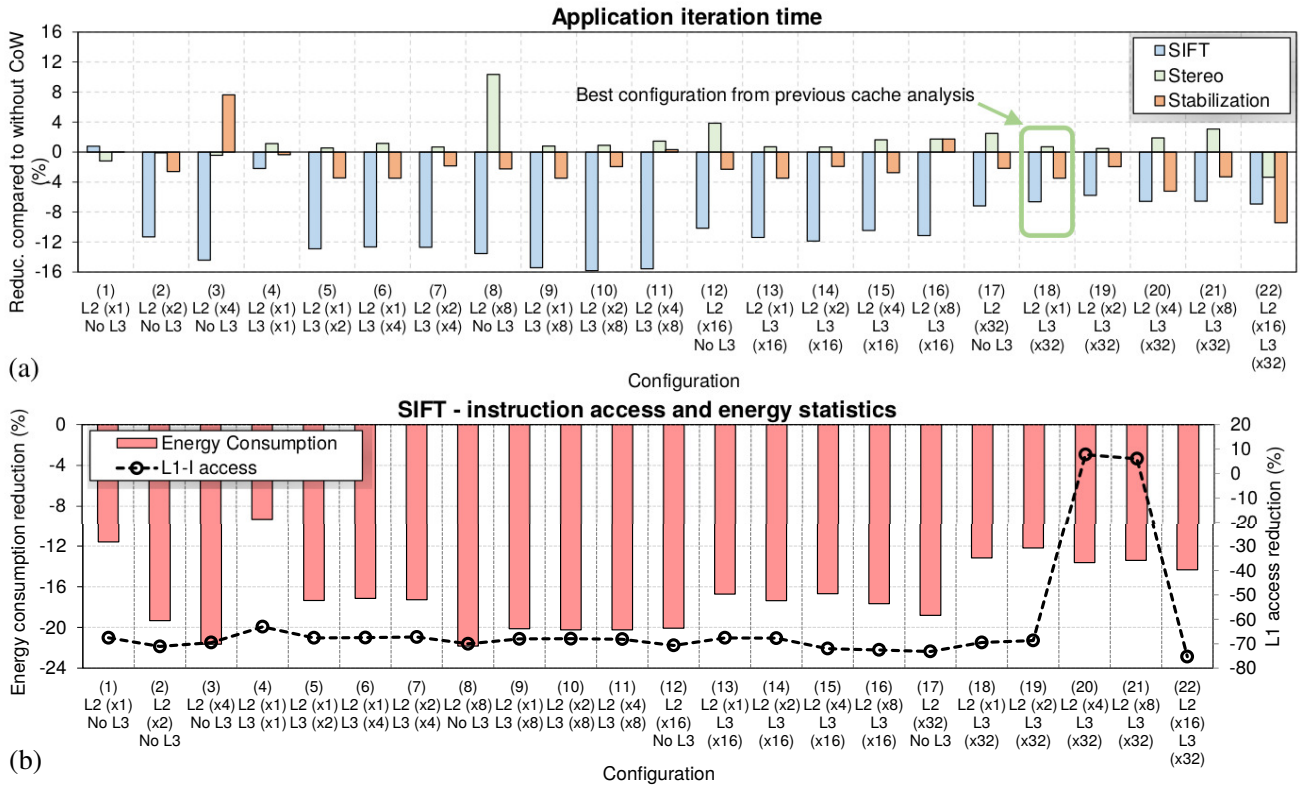 Application iteration time
(a)
Reduc. compared to without CoW
(%)
16
12
8
4
0
-4
-8
-12
-16
SIFT
Stereo
Stabilization
Best configuration from previous cache analysis
(1) L2 (x1) No L3
(2) L2 (x2) No L3
(3) L2 (x4) No L3
(4) L2 (x1) L3 (x1)
(5) L2 (x1) L3 (x2)
(6) L2 (x1) L3 (x4)
(7) L2 (x2) L3 (x4)
(8) L2 (x8) No L3
(9) L2 (x1) L3 (x8)
(10) L2 (x2) L3 (x8)
(11) L2 (x4) L3 (x8)
(12) L2 (x16) No L3
(13) L2 (x1) L3 (x16)
(14) L2 (x2) L3 (x16)
(15) L2 (x4) L3 (x16)
(16) L2 (x8) L3 (x16)
(17) L2 (x32) No L3
(18) L2 (x1) L3 (x32)
(19) L2 (x2) L3 (x32)
(20) L2 (x4) L3 (x32)
(21) L2 (x8) L3 (x32)
(22) L2 (x16) L3 (x32)
Configuration
SIFT - instruction access and energy statistics
(b)
Energy consumption reduction (%)
0
-4
-8
-12
-16
-20
-24
Energy Consumption
L1-I access
20
10
0
-10
-20
-30
-40
-50
-60
-70
-80
L1 access reduction (%)
(1) L2 (x1) No L3
(2) L2 (x2) No L3
(3) L2 (x4) No L3
(4) L2 (x1) L3 (x1)
(5) L2 (x1) L3 (x2)
(6) L2 (x1) L3 (x4)
(7) L2 (x2) L3 (x4)
(8) L2 (x8) No L3
(9) L2 (x1) L3 (x8)
(10) L2 (x2) L3 (x8)
(11) L2 (x4) L3 (x8)
(12) L2 (x16) No L3
(13) L2 (x1) L3 (x16)
(14) L2 (x2) L3 (x16)
(15) L2 (x4) L3 (x16)
(16) L2 (x8) L3 (x16)
(17) L2 (x32) No L3
(18) L2 (x1) L3 (x32)
(19) L2 (x2) L3 (x32)
(20) L2 (x4) L3 (x32)
(21) L2 (x8) L3 (x32)
(22) L2 (x16) L3 (x32)
Configuration